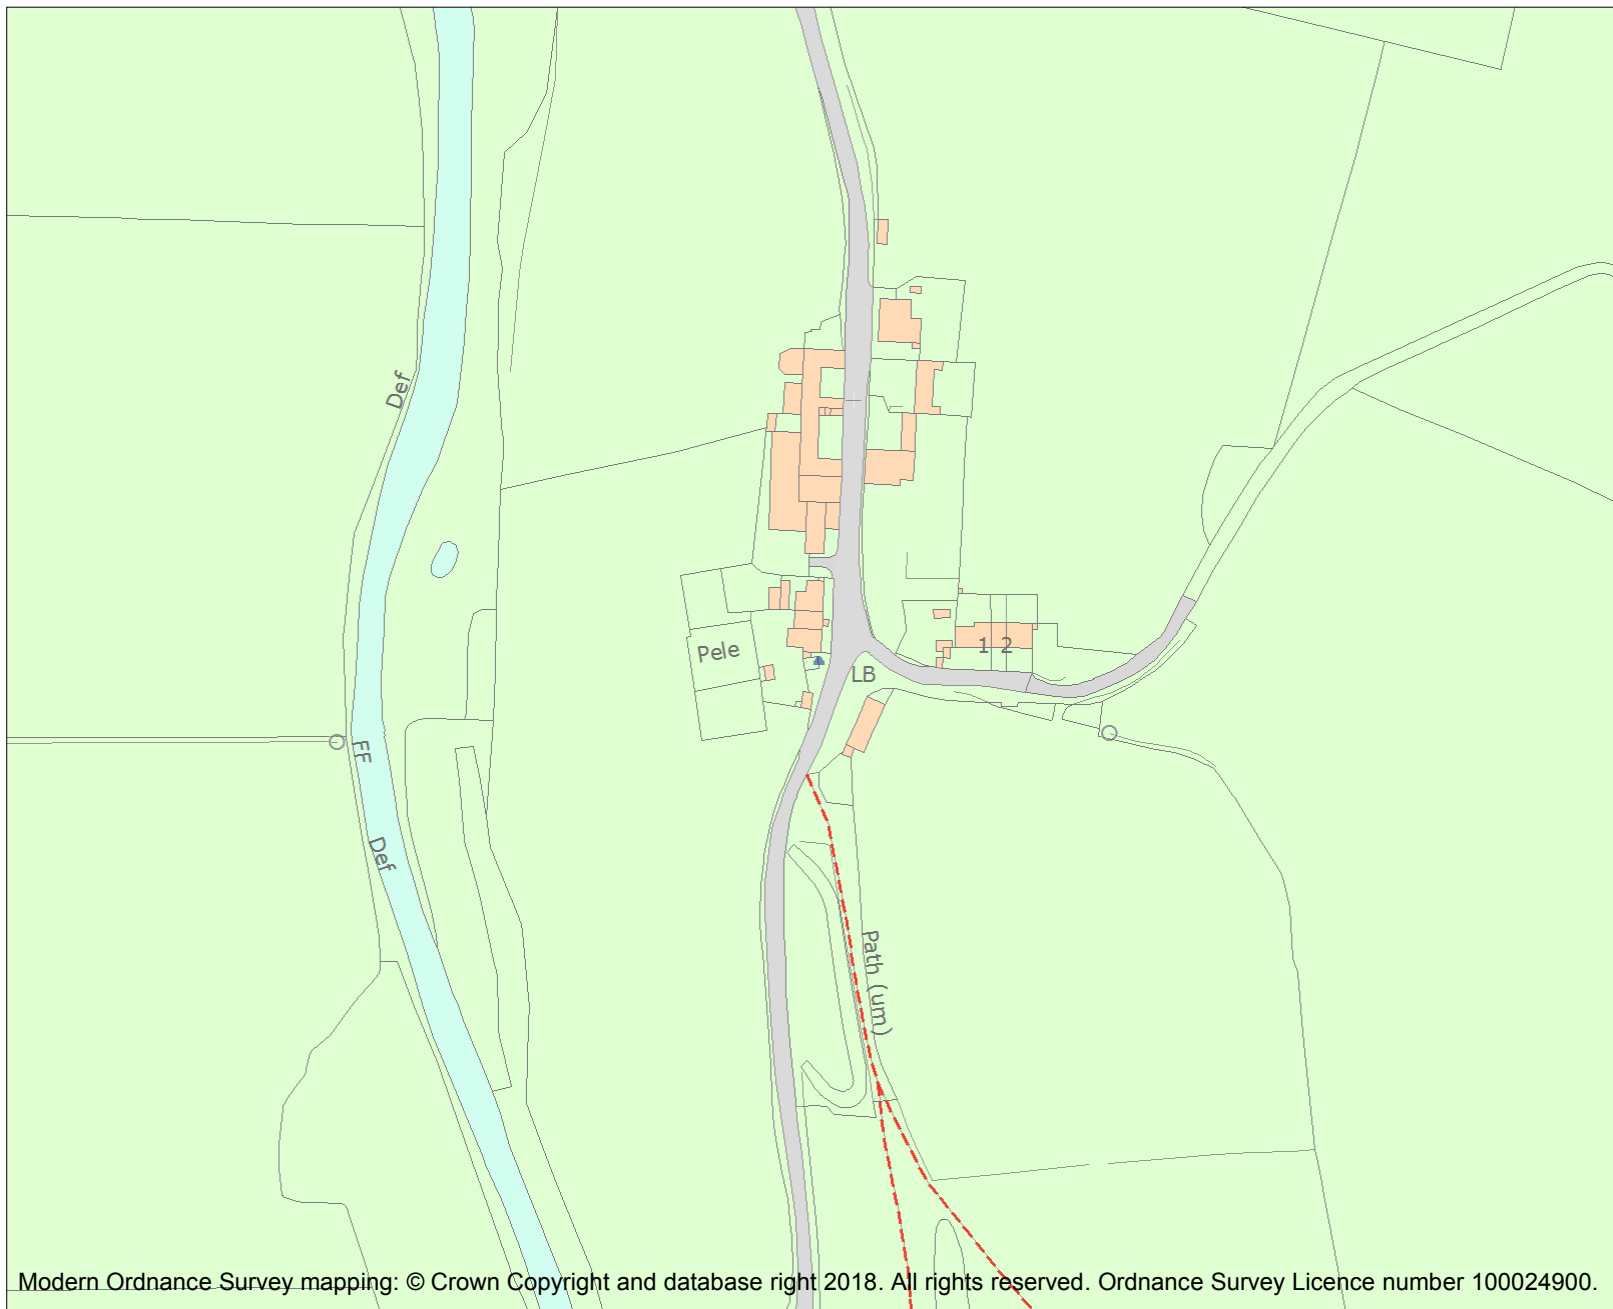 Def
1 2
Pele
LB
FF
Def
Path (um)
Modern Ordnance Survey mapping: © Crown Copyright and database right 2018. All rights reserved. Ordnance Survey Licence number 100024900.